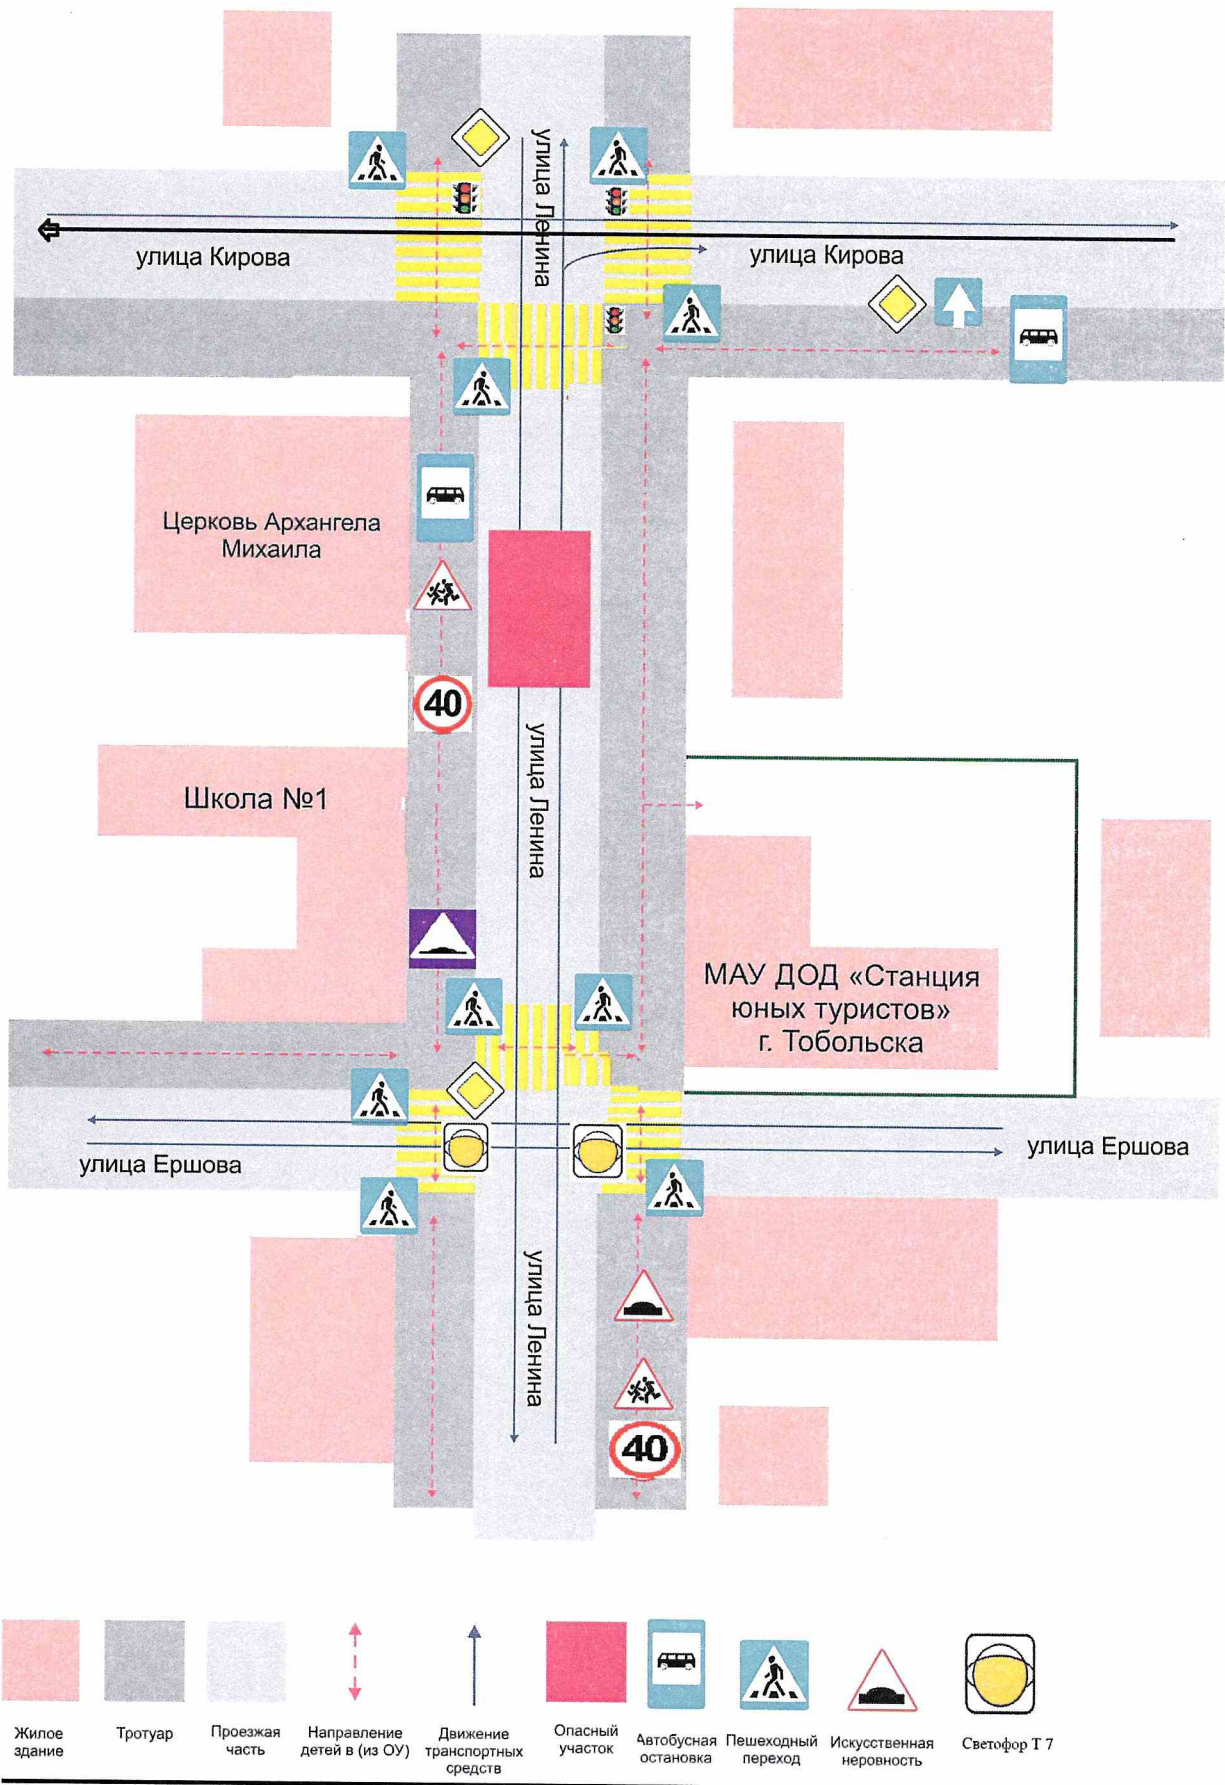 улица Ленина
улица Кирова
улица Кирова
Церковь Архангела
Михаила
40
улица Ленина
Школа №1
МАУ ДОД «Станция
юных туристов»
г. Тобольска
улица Ершова
улица Ершова
улица Ленина
40
Жилое
здание
Тротуар
Проезжая
часть
Направление
детей в (из ОУ)
Движение
транспортных
средств
Опасный
участок
Автобусная
остановка
Пешеходный
переход
Искусственная
неровность
Светофор Т 7